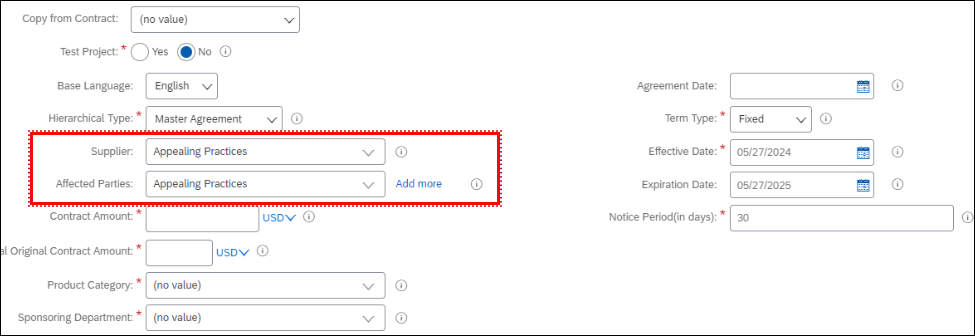 Copy from Contract: (no value)
Test Project: * Yes No
Base Language: English
Agreement Date:
Hierarchical Type: * Master Agreement
Term Type: * Fixed
Supplier: Appealing Practices
Effective Date: * 05/27/2024
Affected Parties: Appealing Practices Add more
Expiration Date: 05/27/2025
Contract Amount: * USD
Notice Period(in days): * 30
al Original Contract Amount: * USD
Product Category: * (no value)
Sponsoring Department: * (no value)